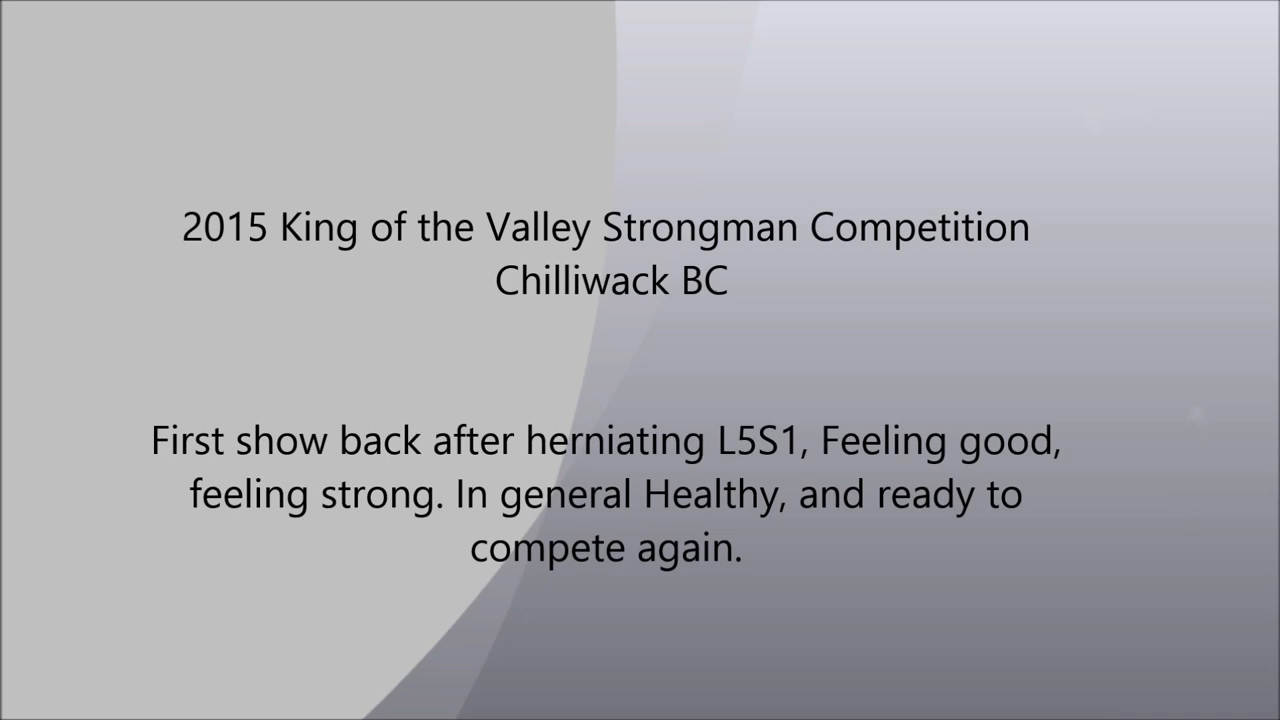 2015 King of the Valley Strongman Competition
Chilliwack BC
First show back after herniating L5S1, Feeling good,
feeling strong. In general Healthy, and ready to
compete again.